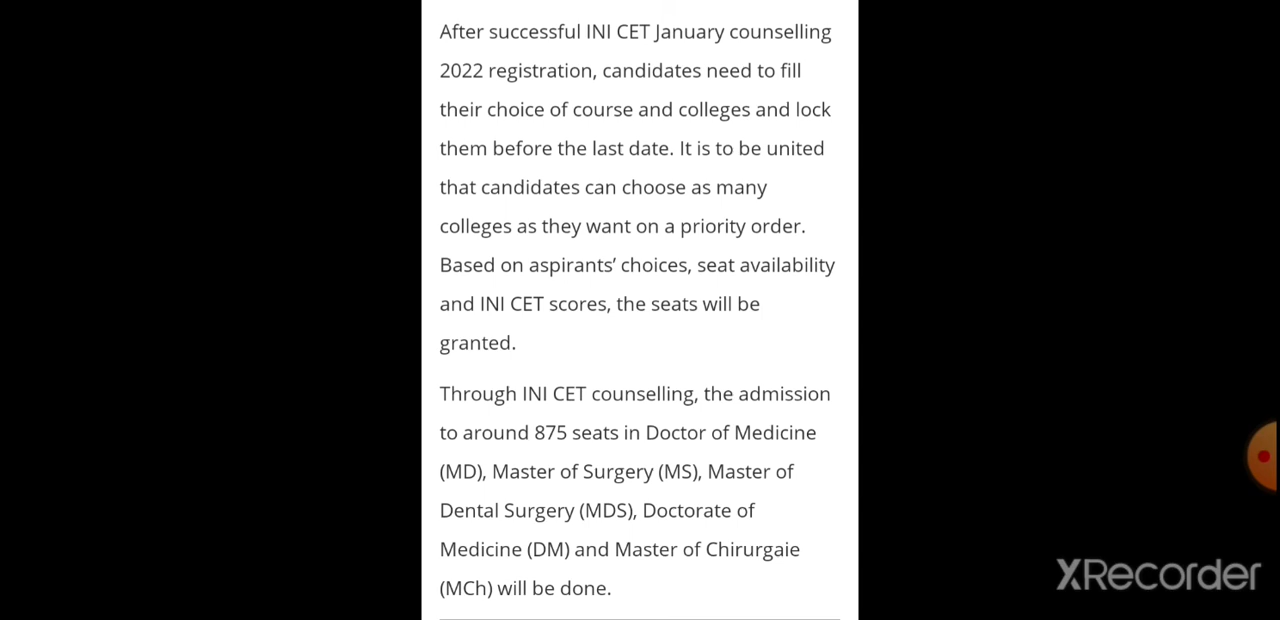 After successful INI CET January counselling
2022 registration, candidates need to fill
their choice of course and colleges and lock
them before the last date. It is to be united
that candidates can choose as many
colleges as they want on a priority order.
Based on aspirants’ choices, seat availability
and INI CET scores, the seats will be
granted.
Through INI CET counselling, the admission
to around 875 seats in Doctor of Medicine
(MD), Master of Surgery (MS), Master of
Dental Surgery (MDS), Doctorate of
Medicine (DM) and Master of Chirurgaie
(MCh) will be done.
XRecorder